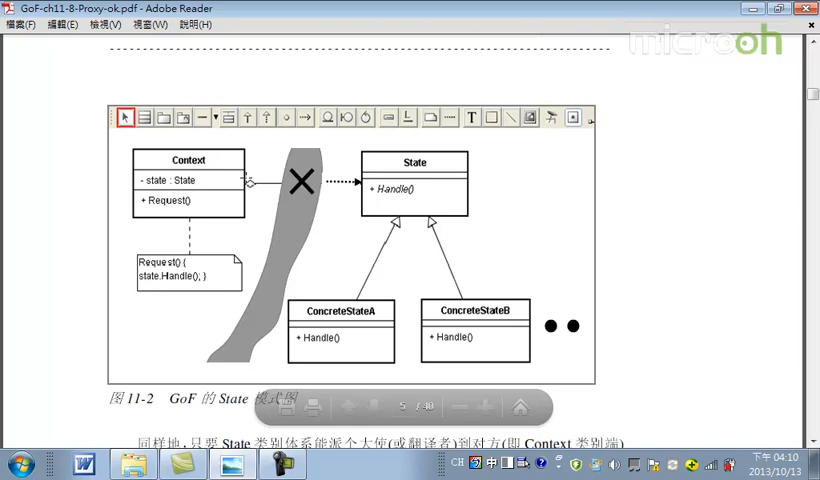 GoF-ch11-8-Proxy-ok.pdf - Adobe Reader
檔案(F) 編輯(E) 檢視(V) 視窗(W) 說明(H)
microoh
Context
- state : State
+ Request()
Request() {
state.Handle(); }
State
+ Handle()
ConcreteStateA
+ Handle()
ConcreteStateB
+ Handle()
图 11-2 GoF 的 State 模式图
5 / 40
同样地,只要 State 类别体系能派个大使(或翻译者)到对方(即 Context 类别端)
CH 中
下午 04:10
2013/10/13